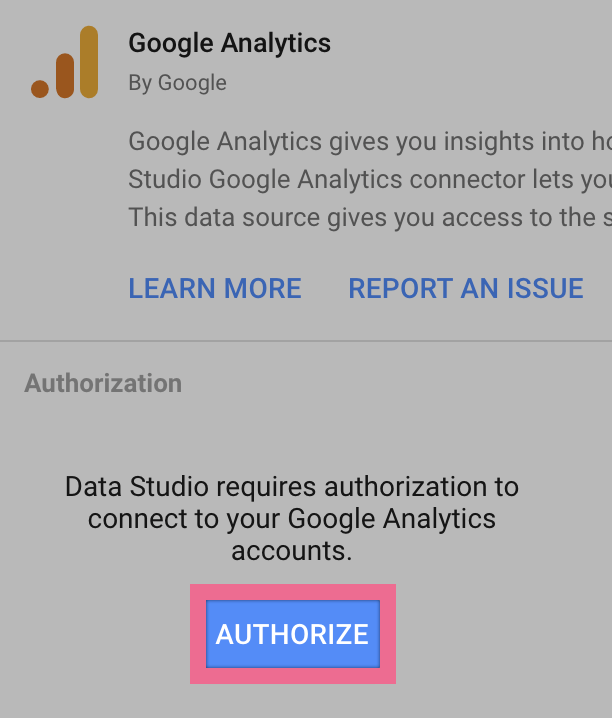 Google Analytics
By Google
Google Analytics gives you insights into
Studio Google Analytics connector lets
This data source gives you access to the
LEARN MORE REPORT AN ISSUE
Authorization
Data Studio requires authorization to
connect to your Google Analytics
accounts.
AUTHORIZE